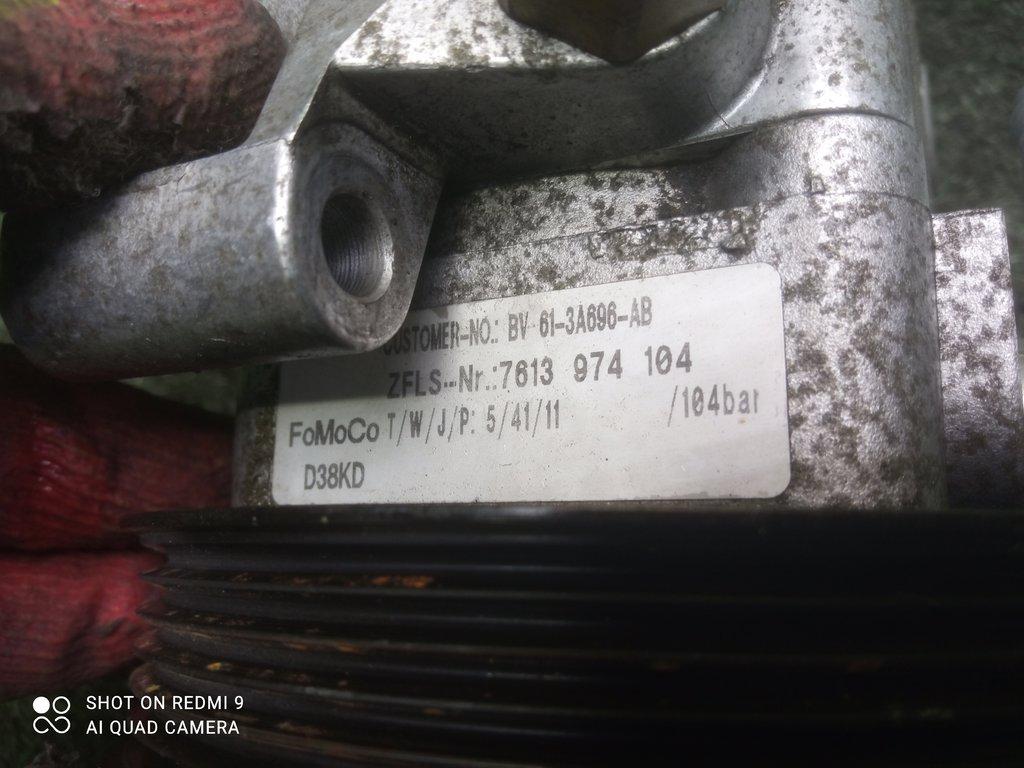 CUSTOMER-NO.: BV 61-3A696-AB
ZFLS-Nr.:7613 974 104
FoMoCo T/W/J/P: 5/41/11 /104bar
D38KD
SHOT ON REDMI 9
AI QUAD CAMERA